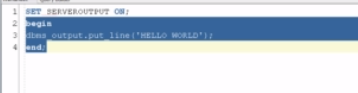 1 SET SERVEROUTPUT ON;
2 begin
3 dbms_output.put_line('HELLO WORLD');
4 end;